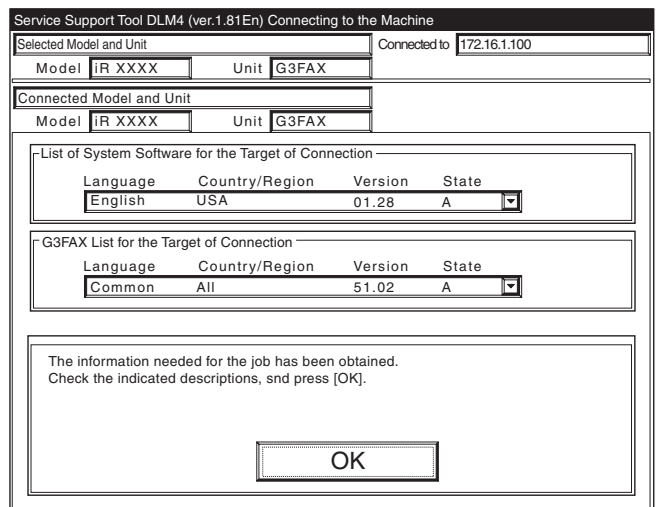 Service Support Tool DLM4 (ver.1.81En) Connecting to the Machine
Selected Model and Unit Connected to 172.16.1.100
Model iR XXXX Unit G3FAX
Connected Model and Unit
Model iR XXXX Unit G3FAX
List of System Software for the Target of Connection
Language Country/Region Version State
English USA 01.28 A
G3FAX List for the Target of Connection
Language Country/Region Version State
Common All 51.02 A
The information needed for the job has been obtained.
Check the indicated descriptions, snd press [OK].
OK